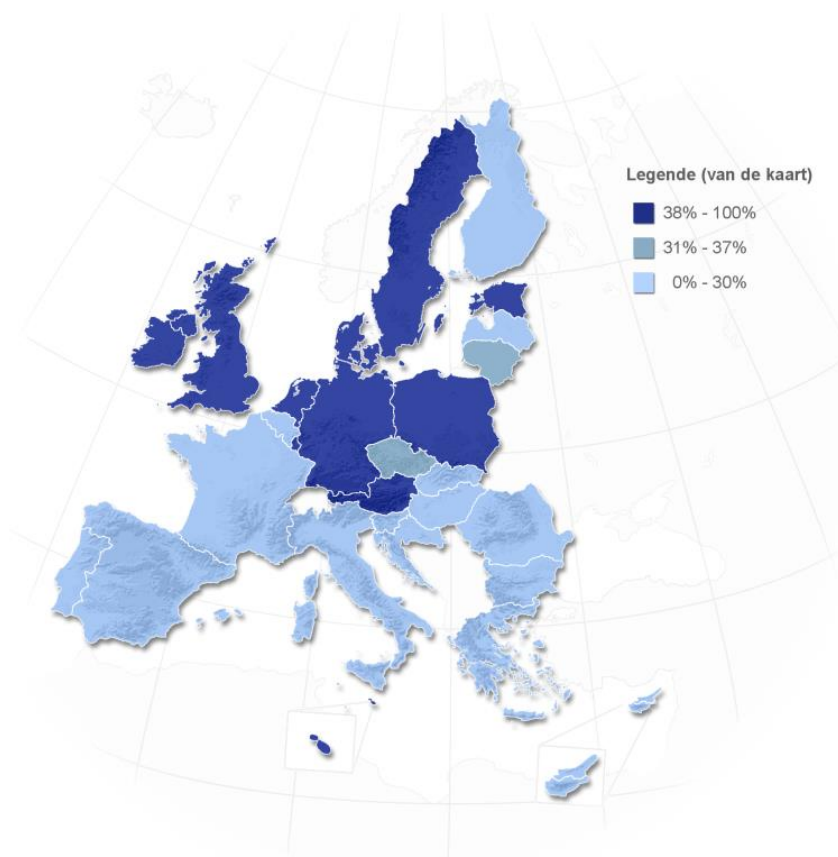 Legende (van de kaart)
38% - 100%
31% - 37%
0% - 30%